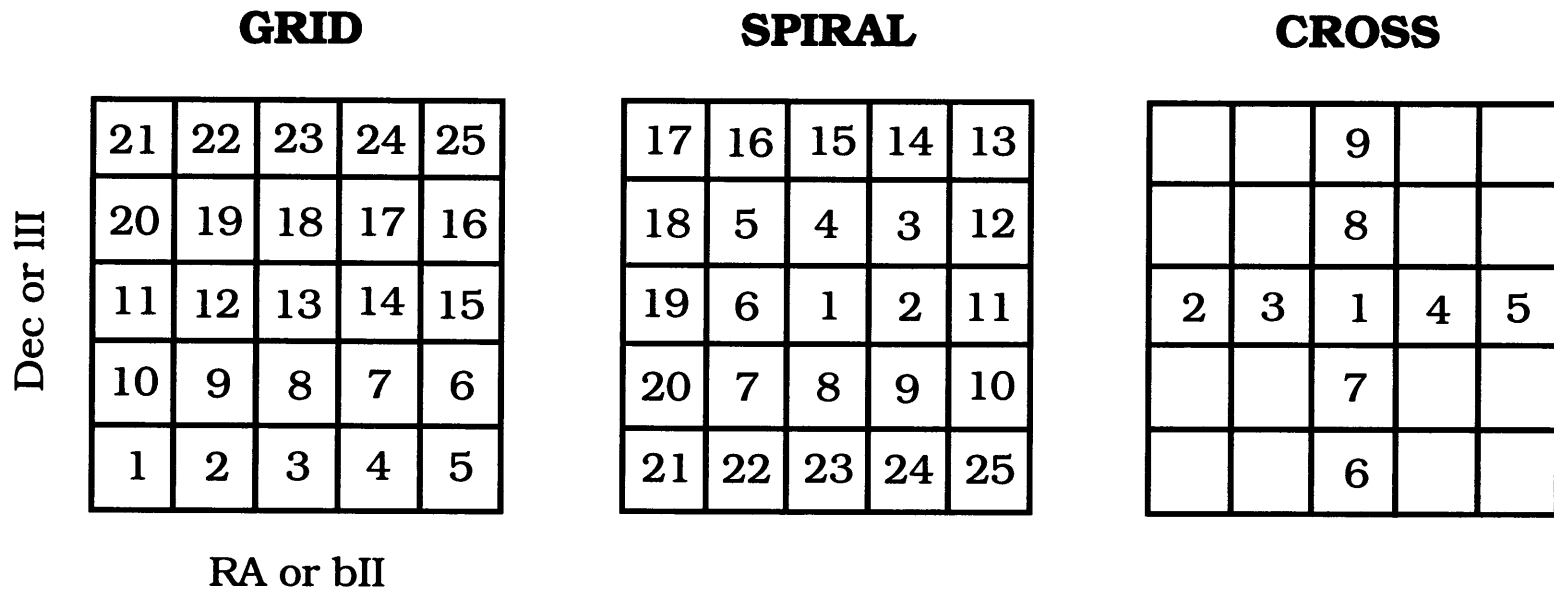 GRID SPIRAL CROSS
21 22 23 24 25 17 16 15 14 13 9
20 19 18 17 16 18 5 4 3 12 8
11 12 13 14 15 19 6 1 2 11 2 3 1 4 5
10 9 8 7 6 20 7 8 9 10 7
1 2 3 4 5 21 22 23 24 25 6
Dec or lII
RA or bII